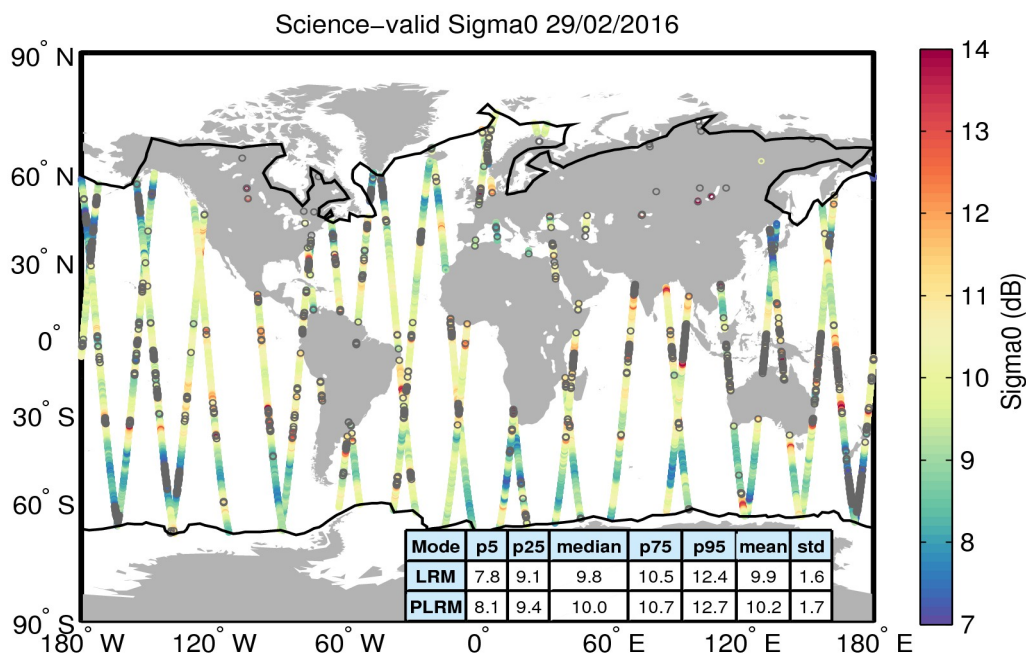 Science−valid Sigma0 29/02/2016
90° N
60° N
30° N
0°
30° S
60° S
90° S
180° W
120° W
60° W
0°
60° E
120° E
180° E
14
13
12
11
10
9
8
7
Sigma0 (dB)
Mode p5 p25 median p75 p95 mean std
LRM 7.8 9.1 9.8 10.5 12.4 9.9 1.6
PLRM 8.1 9.4 10.0 10.7 12.7 10.2 1.7